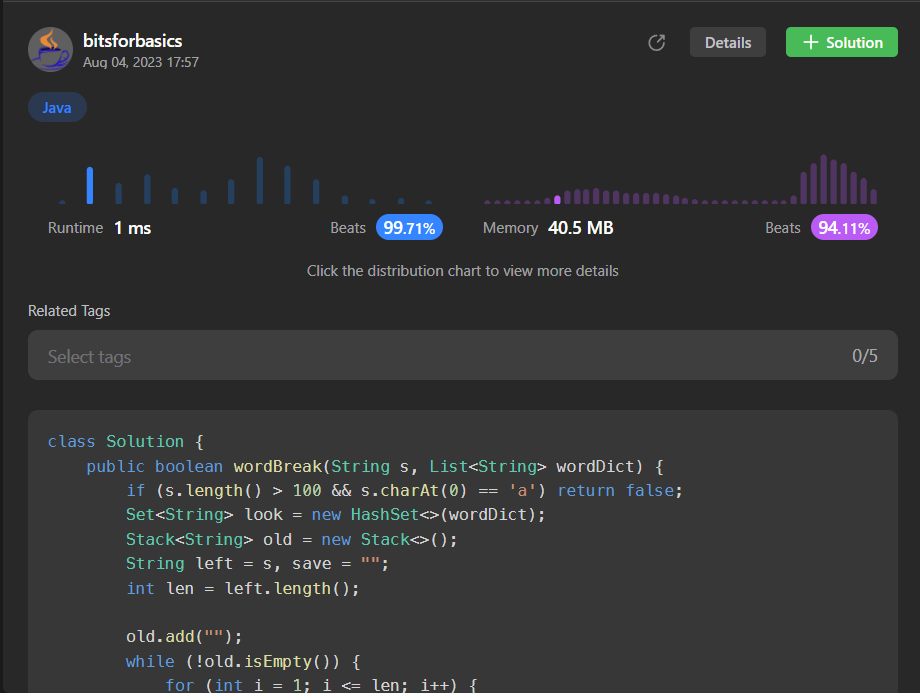 bitsforbasics
Aug 04, 2023 17:57
Details
+ Solution
Java
Runtime 1 ms
Beats 99.71%
Memory 40.5 MB
Beats 94.11%
Click the distribution chart to view more details
Related Tags
Select tags
0/5
class Solution {
    public boolean wordBreak(String s, List<String> wordDict) {
        if (s.length() > 100 && s.charAt(0) == 'a') return false;
        Set<String> look = new HashSet<>(wordDict);
        Stack<String> old = new Stack<>();
        String left = s, save = "";
        int len = left.length();

        old.add("");
        while (!old.isEmpty()) {
            for (int i = 1; i <= len; i++) {